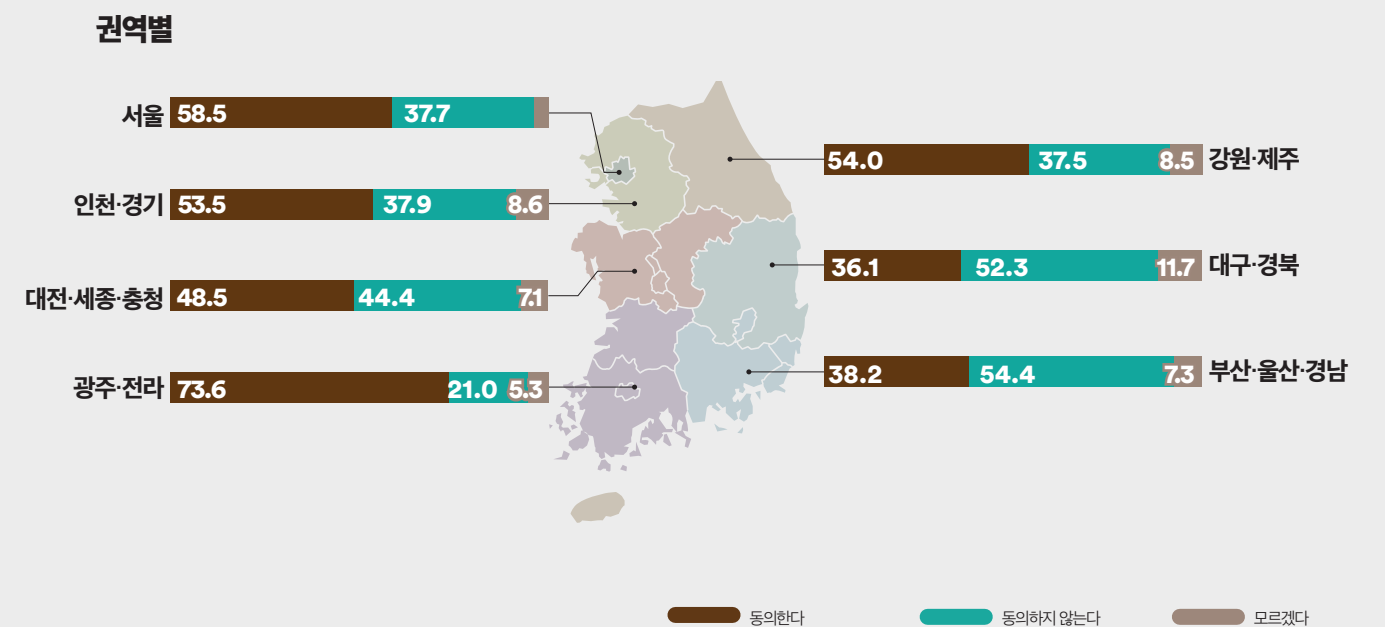 권역별
서울 58.5 37.7
인천·경기 53.5 37.9 8.6
대전·세종·충청 48.5 44.4 7.1
광주·전라 73.6 21.0 5.3
54.0 37.5 8.5 강원·제주
36.1 52.3 11.7 대구·경북
38.2 54.4 7.3 부산·울산·경남
동의한다 동의하지 않는다 모르겠다